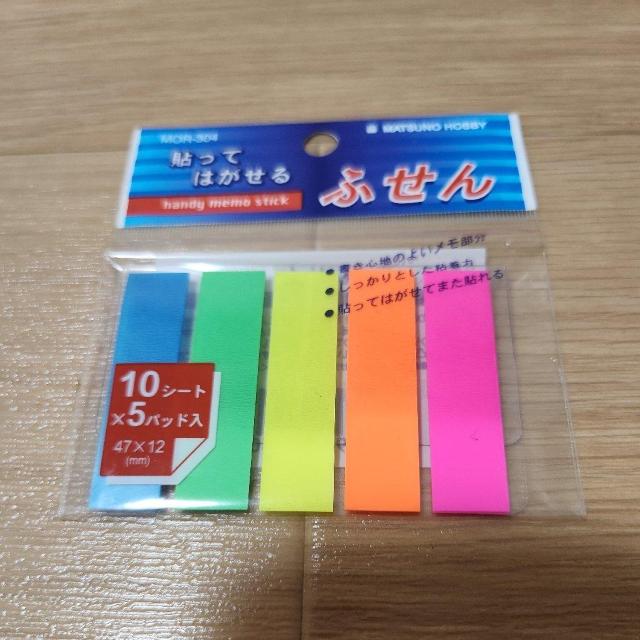 MOR-304
MATSUNO HOBBY
貼って
はがせる
ふせん
handy memo stick
● 書き心地のよいメモ部分
● しっかりとした粘着力
● 貼ってはがせてまた貼れる
10シート
×5パッド入
47×12
(mm)